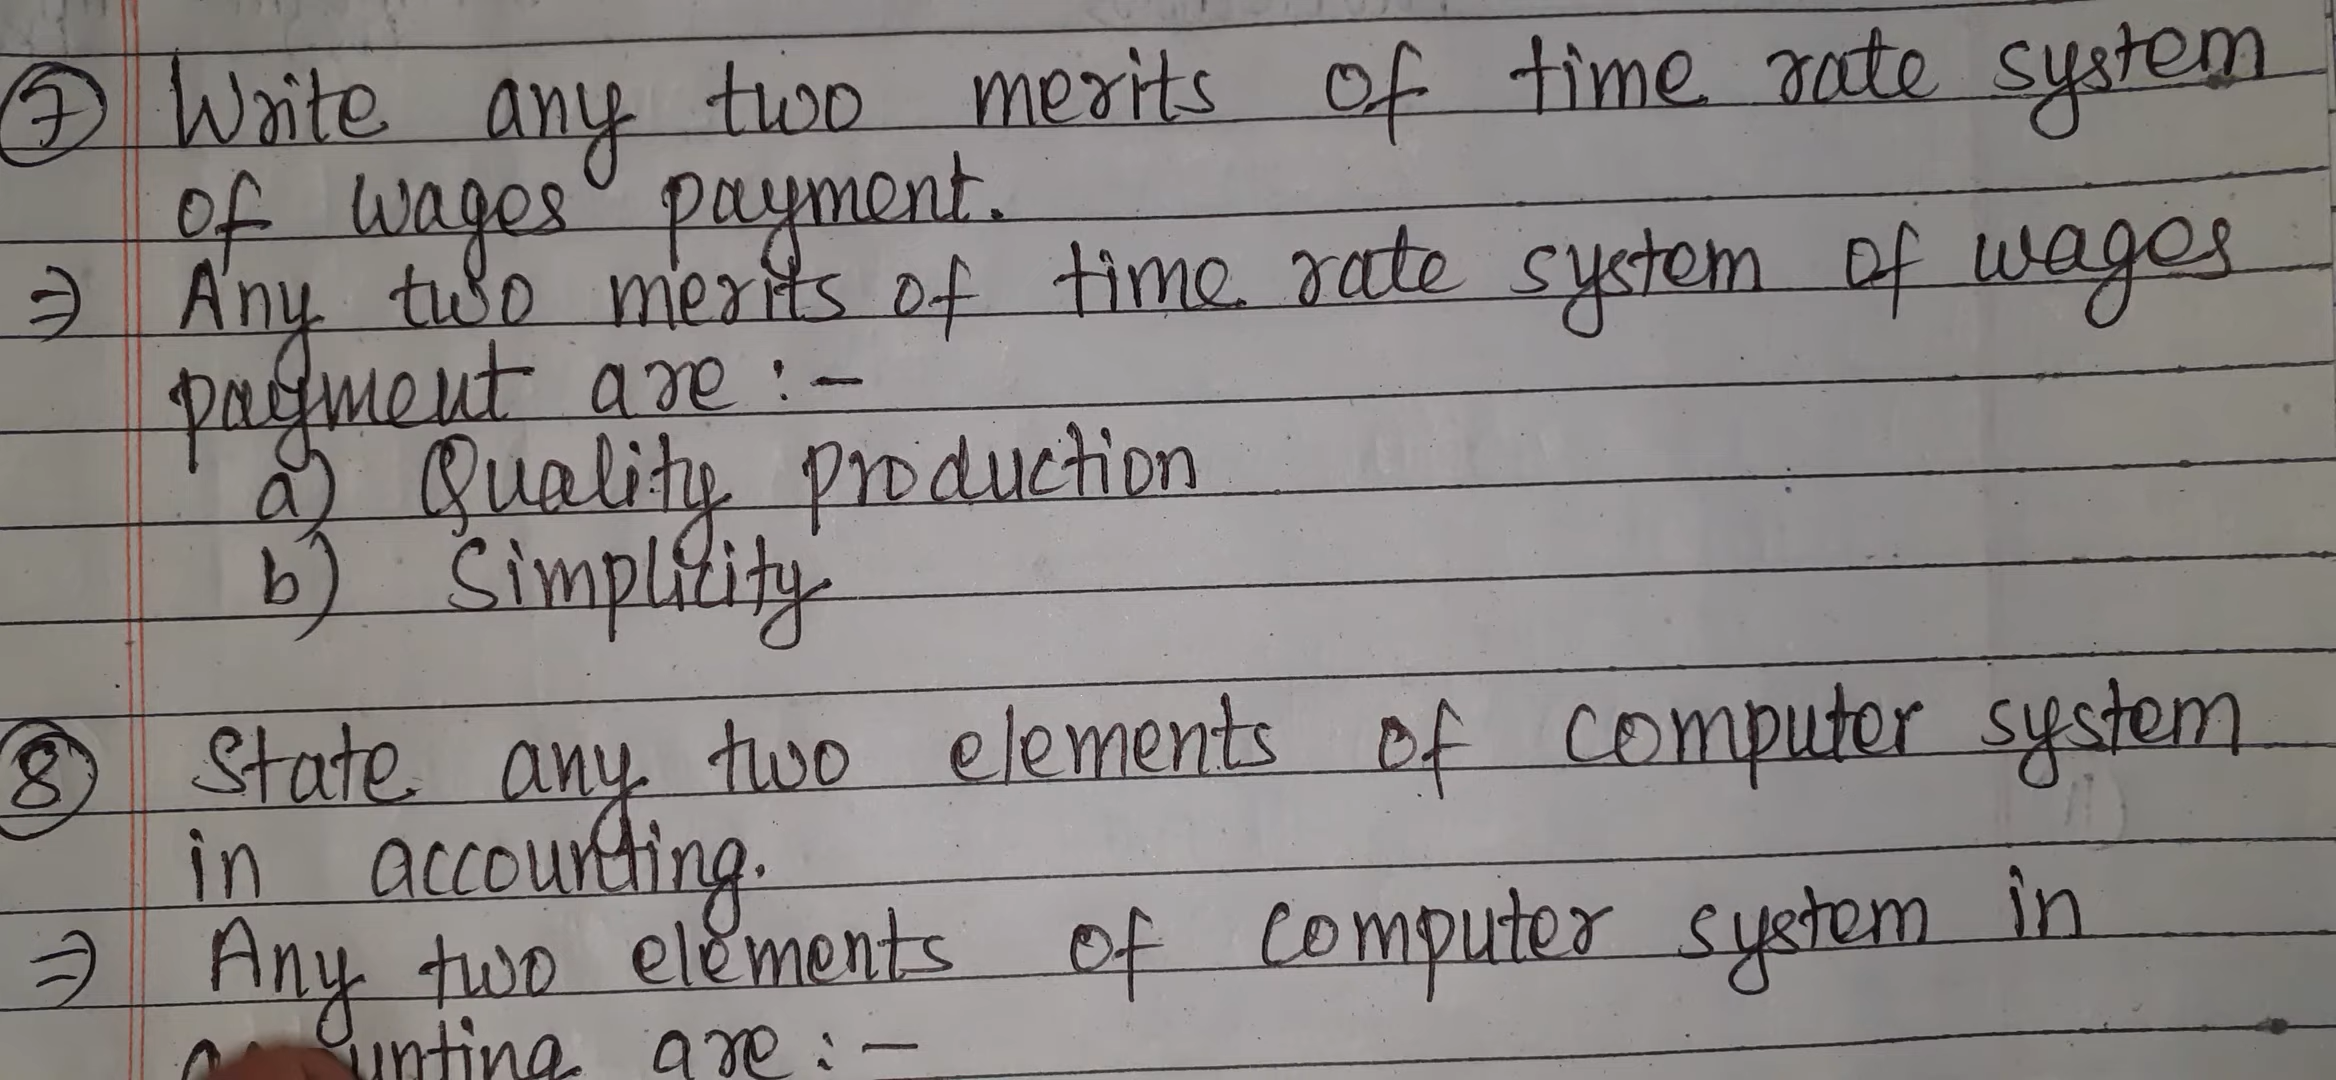 7 Write any two merits of time rate system
of wages payment.
⇒ Any two merits of time rate system of wages
payment are :-
a) Quality production
b) Simplicity
8 State any two elements of computer system
in accounting.
⇒ Any two elements of computer system in
are :-